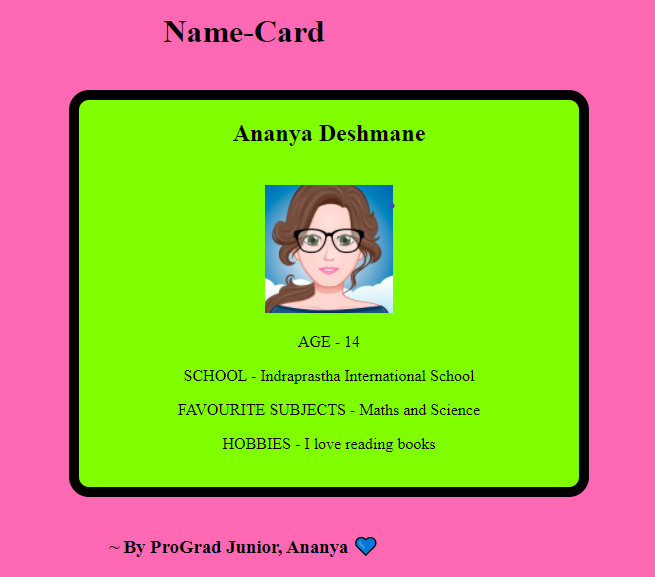 Name-Card
Ananya Deshmane
AGE - 14
SCHOOL - Indraprastha International School
FAVOURITE SUBJECTS - Maths and Science
HOBBIES - I love reading books
~ By ProGrad Junior, Ananya 💙